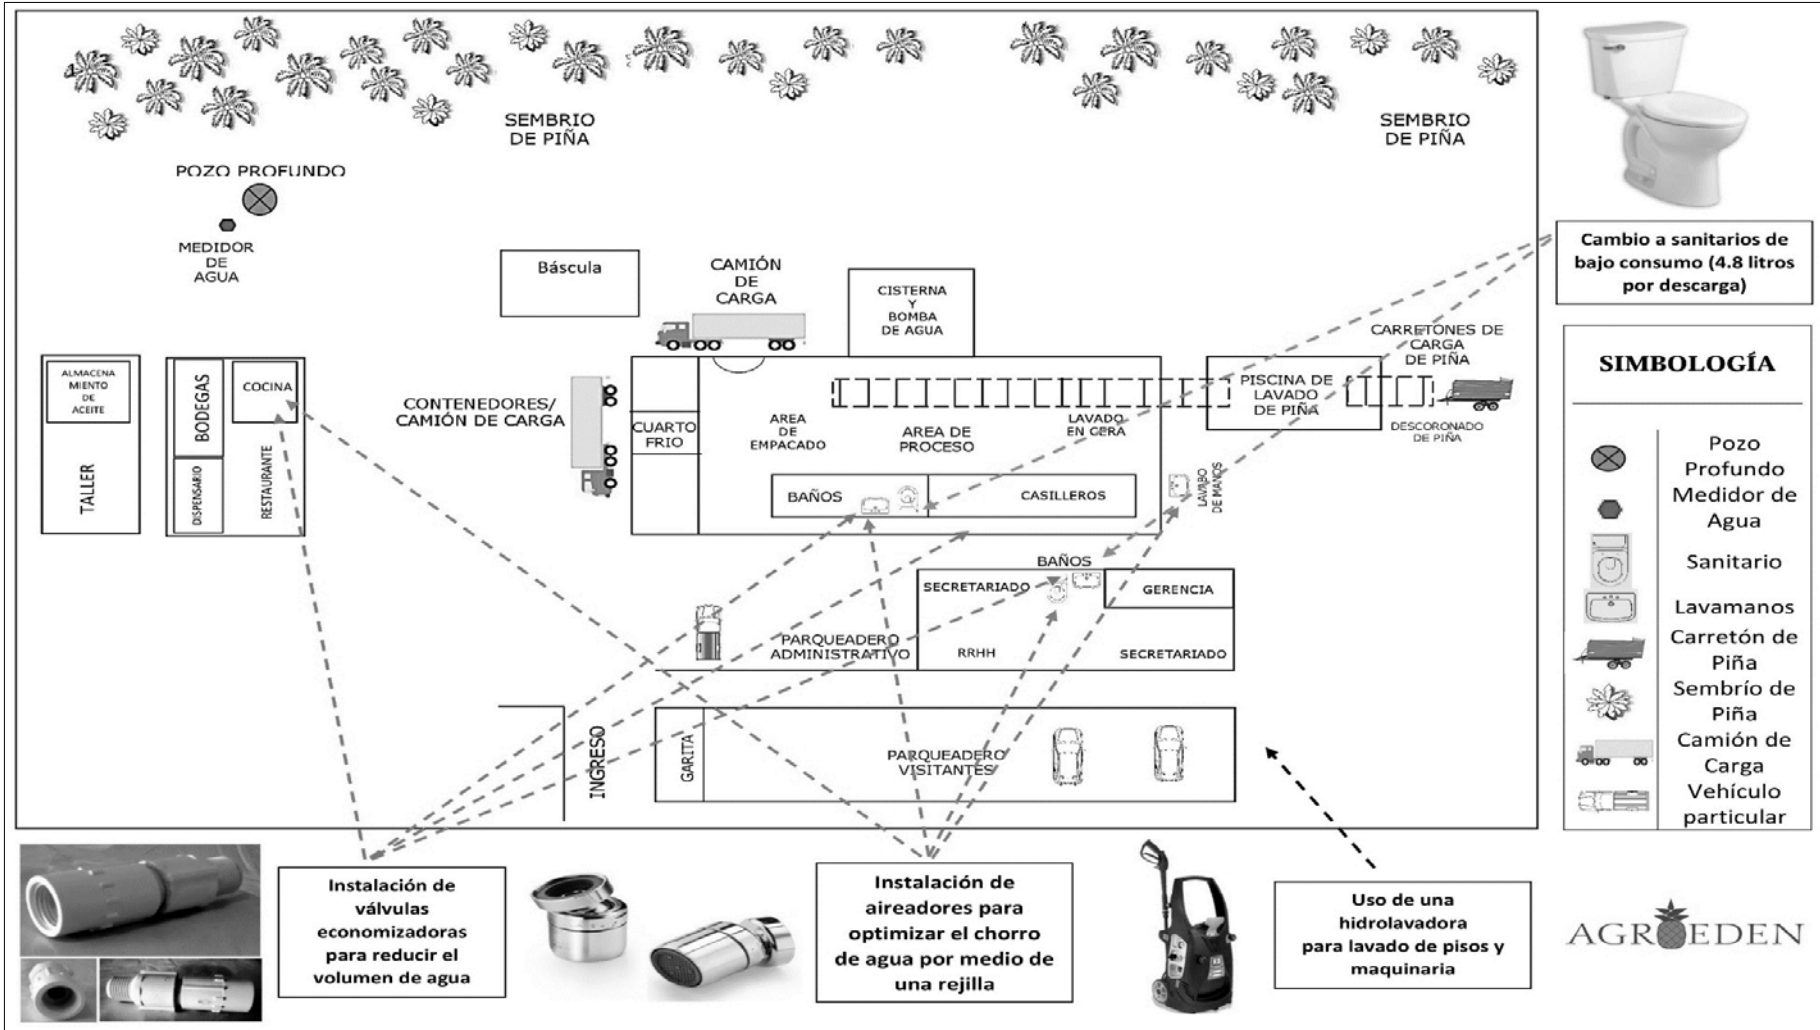 SEMBRIO
DE PIÑA
SEMBRIO
DE PIÑA
POZO PROFUNDO
MEDIDOR
DE
AGUA
Báscula
CAMIÓN
DE
CARGA
CISTERNA
Y
BOMBA
DE AGUA
CARRETONES DE
CARGA
DE PIÑA
ALMACENA
MIENTO
DE
ACEITE
TALLER
BODEGAS
DISPENSARIO
COCINA
RESTAURANTE
CONTENEDORES/
CAMIÓN DE CARGA
CUARTO
FRIO
AREA
DE
EMPACADO
AREA DE
PROCESO
LAVADO
EN CERA
PISCINA DE
LAVADO
DE PIÑA
DESCORONADO
DE PIÑA
BAÑOS
CASILLEROS
LAVABO
DE MANOS
BAÑOS
SECRETARIADO
GERENCIA
PARQUEADERO
ADMINISTRATIVO
RRHH
SECRETARIADO
INGRESO
GARITA
PARQUEADERO
VISITANTES
Cambio a sanitarios de
bajo consumo (4.8 litros
por descarga)
SIMBOLOGÍA
Pozo
Profundo
Medidor de
Agua
Sanitario
Lavamanos
Carretón de
Piña
Sembrío de
Piña
Camión de
Carga
Vehículo
particular
Instalación de
válvulas
economizadoras
para reducir el
volumen de agua
Instalación de
aireadores para
optimizar el chorro
de agua por medio de
una rejilla
Uso de una
hidrolavadora
para lavado de pisos y
maquinaria
AGROEDEN